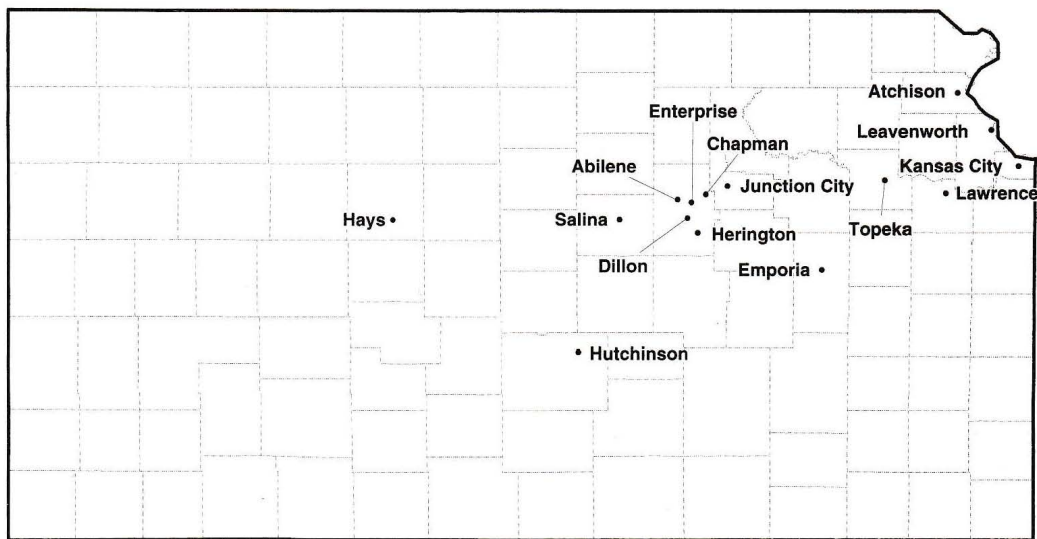 Atchison
Enterprise
Leavenworth
Chapman
Kansas City
Abilene
Junction City
Lawrence
Hays
Salina
Herington
Topeka
Dillon
Emporia
Hutchinson